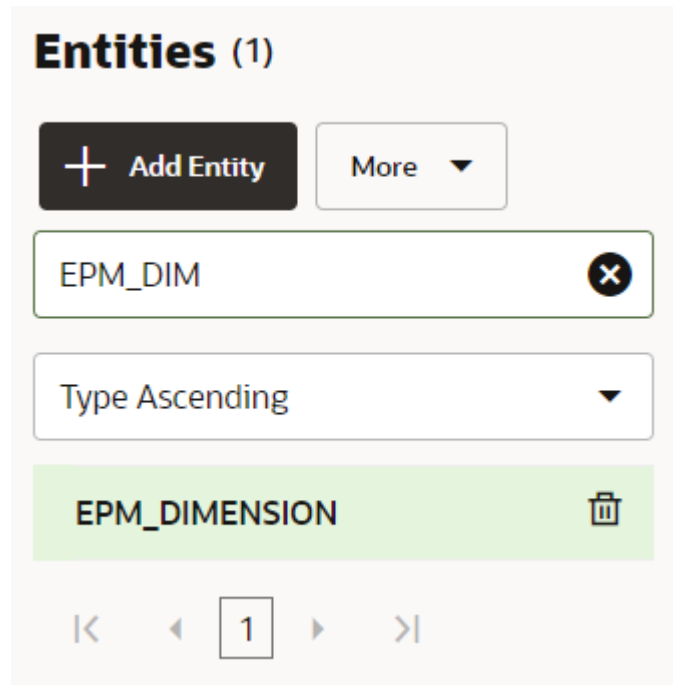 Entities (1)
Add Entity More
EPM_DIM
Type Ascending
EPM_DIMENSION
1